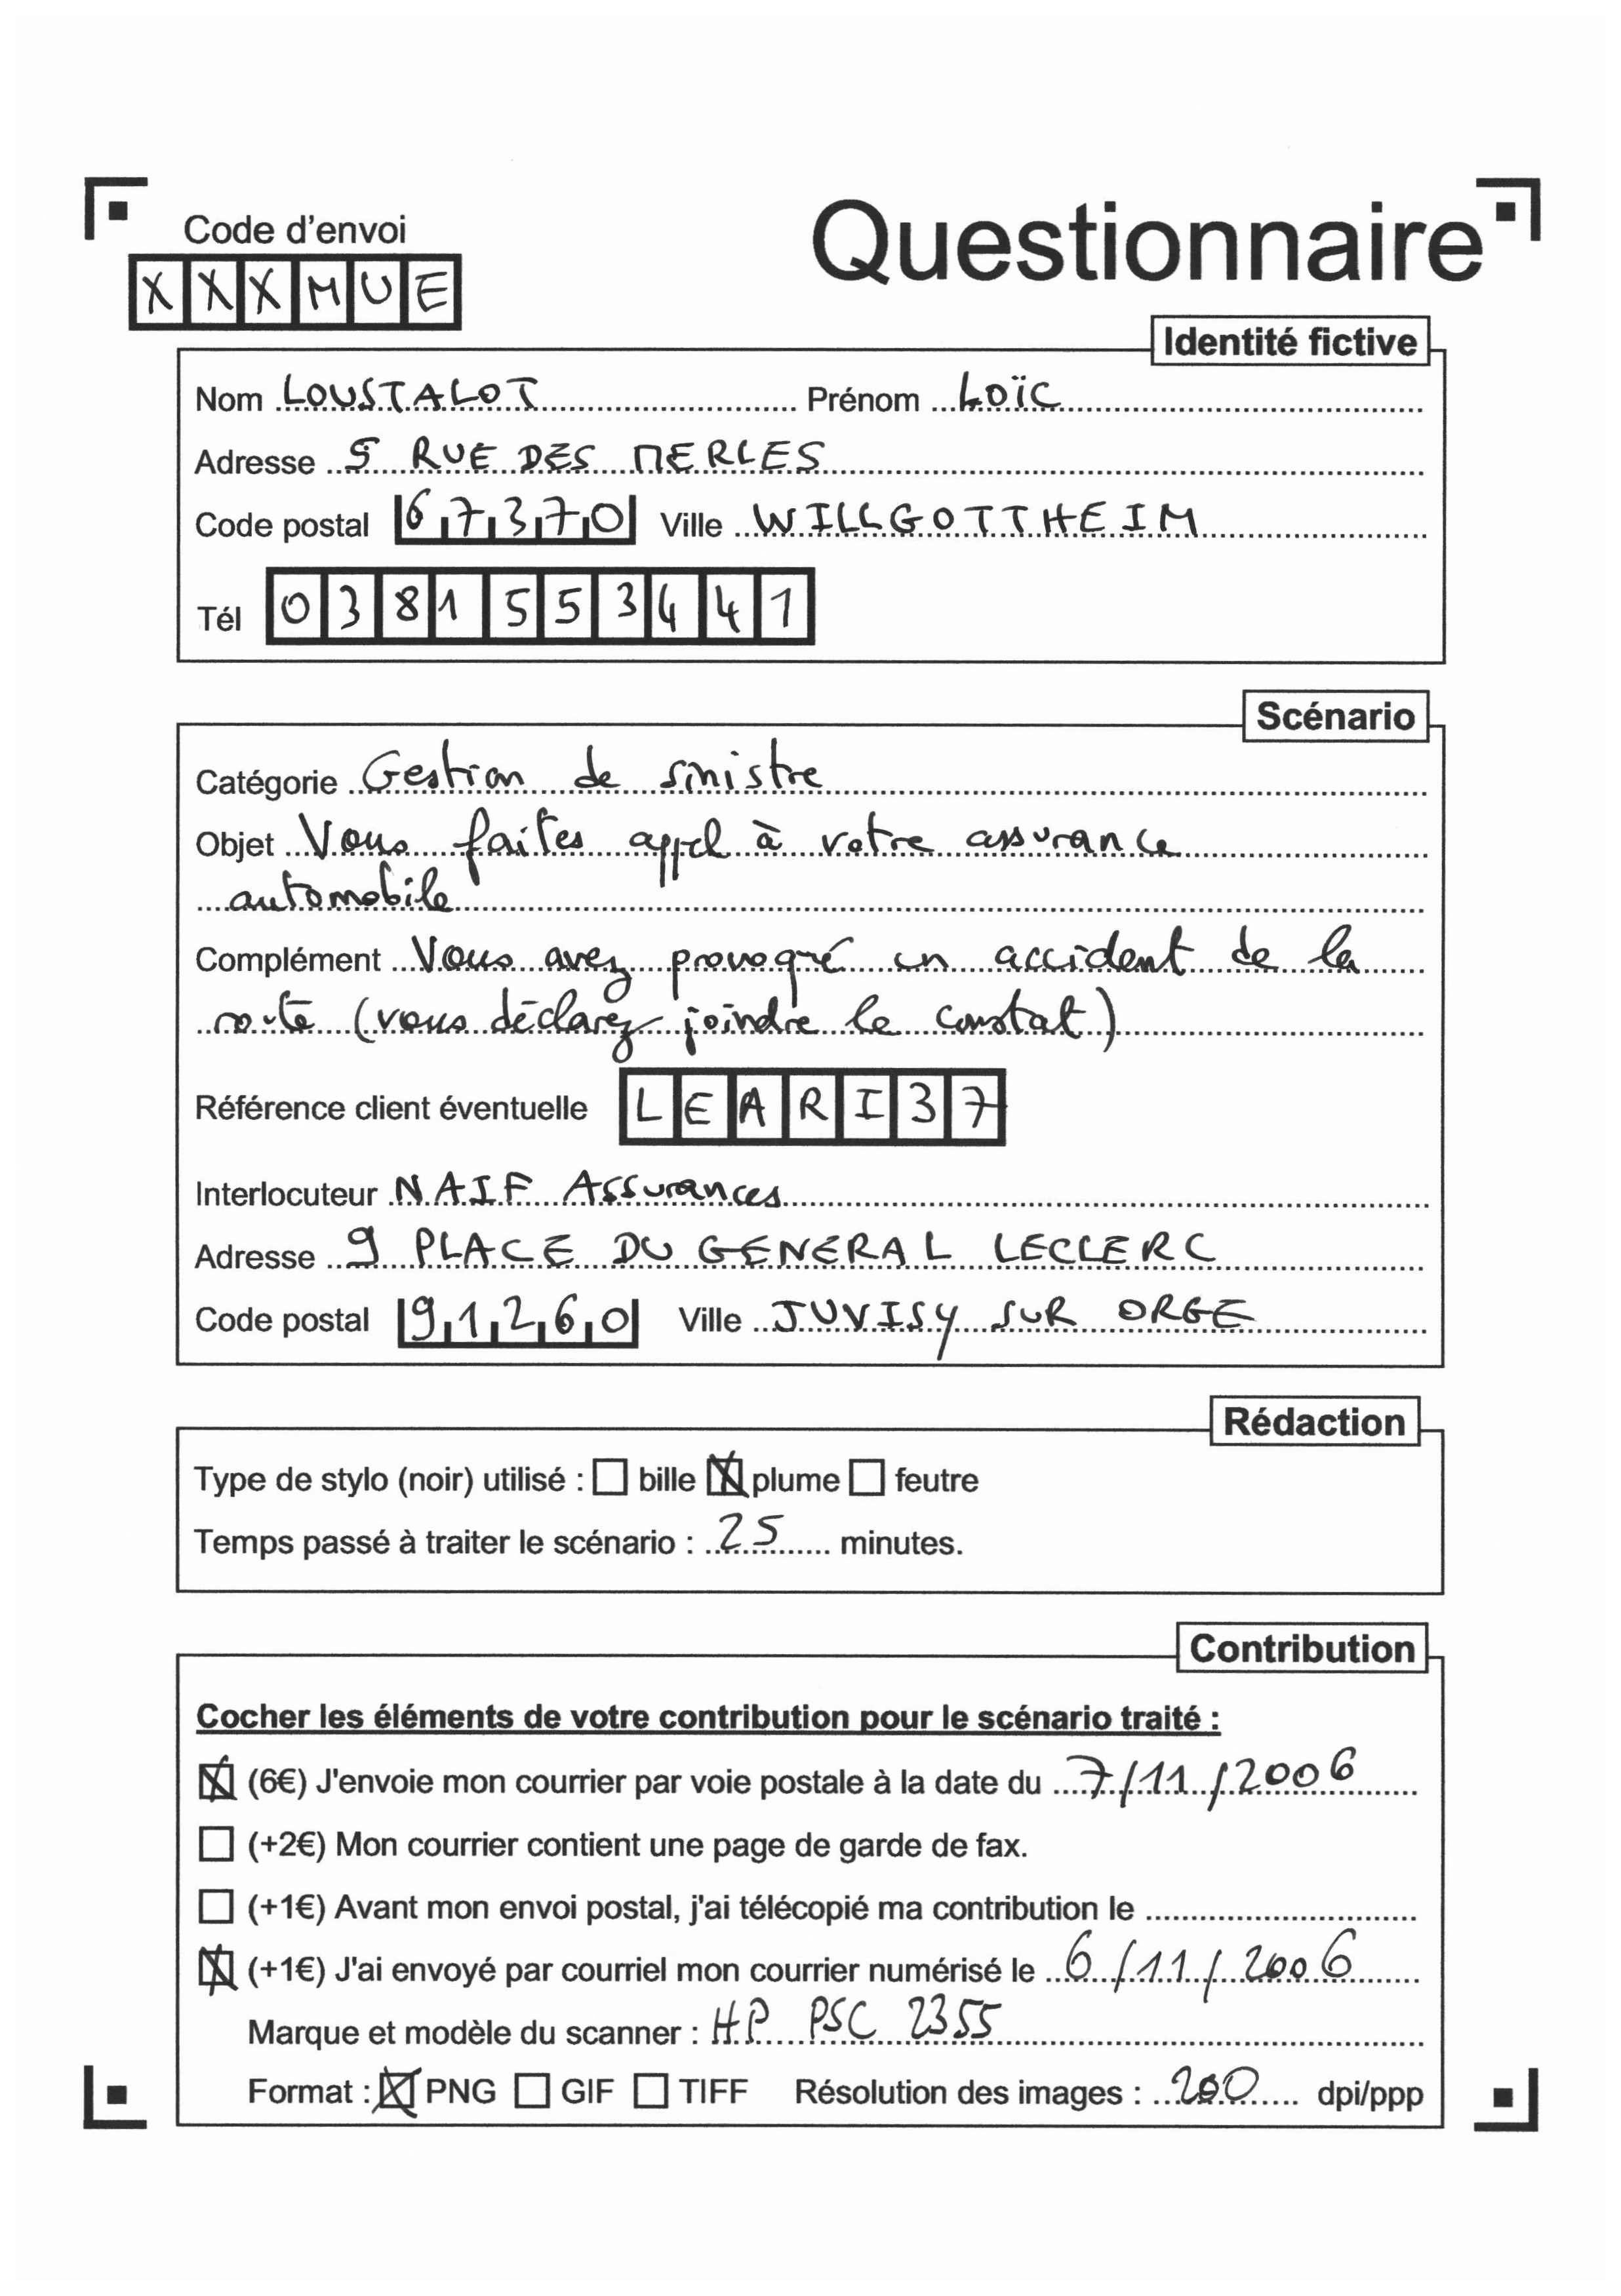 Code d'envoi
Questionnaire
XXXMUE
Identité fictive
Nom LOUSTALOT Prénom LOÏC
Adresse 5 RUE DES MERLES
Code postal 67370 Ville WILLGOTTHEIM
Tél 0381553441
Scénario
Catégorie Gestion de sinistre
Objet Vous faites appel à votre assurance
automobile
Complément Vous avez provoqué un accident de la
route (vous déclarez joindre le constat)
Référence client éventuelle LEARI37
Interlocuteur NAIF Assurances
Adresse 9 PLACE DU GENERAL LECLERC
Code postal 91260 Ville JUVISY SUR ORGE
Rédaction
Type de stylo (noir) utilisé : ☐ bille ☒ plume ☐ feutre
Temps passé à traiter le scénario : 25 minutes.
Contribution
Cocher les éléments de votre contribution pour le scénario traité :
☒ (6€) J'envoie mon courrier par voie postale à la date du 7/11/2006
☐ (+2€) Mon courrier contient une page de garde de fax.
☐ (+1€) Avant mon envoi postal, j'ai télécopié ma contribution le
☒ (+1€) J'ai envoyé par courriel mon courrier numérisé le 6/11/2006
Marque et modèle du scanner : HP PSC 2355
Format : ☒ PNG ☐ GIF ☐ TIFF Résolution des images : 200 dpi/ppp